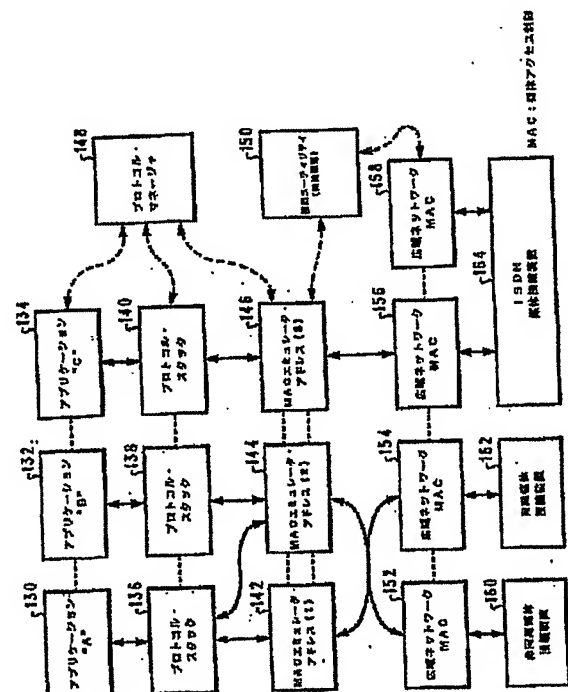 130
アプリケーション
"A"
132
アプリケーション
"B"
134
アプリケーション
"C"
136
プロトコル・
スタック
138
プロトコル・
スタック
140
プロトコル・
スタック
148
プロトコル・
マネージャ
142
MACエミュレータ・
アドレス(1)
144
MACエミュレータ・
アドレス(2)
146
MACエミュレータ・
アドレス(S)
150
ユーティリティ
152
広域ネットワーク
MAC
154
広域ネットワーク
MAC
156
広域ネットワーク
MAC
158
広域ネットワーク
MAC
160
非同期媒体
接続装置
162
同期媒体
接続装置
164
ISDN
媒体接続装置
MAC:媒体アクセス制御